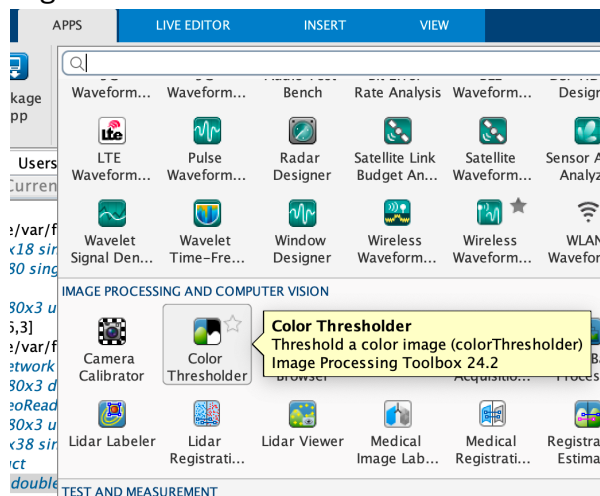 APPS LIVE EDITOR INSERT VIEW
kage
pp
Waveform... Waveform... Bench Rate Analysis Waveform... Design
LTE Pulse Radar Satellite Link Satellite Sensor A
Waveform... Waveform... Designer Budget An... Waveform... Analyz
Users
Curren
e/var/f
x18 sin
80 sing
Wavelet Wavelet Window Wireless Wireless WLAN
Signal Den... Time-Fre... Designer Waveform... Waveform... Wavefor
IMAGE PROCESSING AND COMPUTER VISION
80x3 u
5,3]
e/var/f
etwork
80x3 d
eoRead
80x3 u
x38 sin
uct
double
Camera Color
Calibrator Thresholder
Color Thresholder
Threshold a color image (colorThresholder)
Image Processing Toolbox 24.2
Browser Acquisitio... Proces
Lidar Labeler Lidar Lidar Viewer Medical Medical Registra
Registrati... Image Lab... Registrati... Estima
TEST AND MEASUREMENT